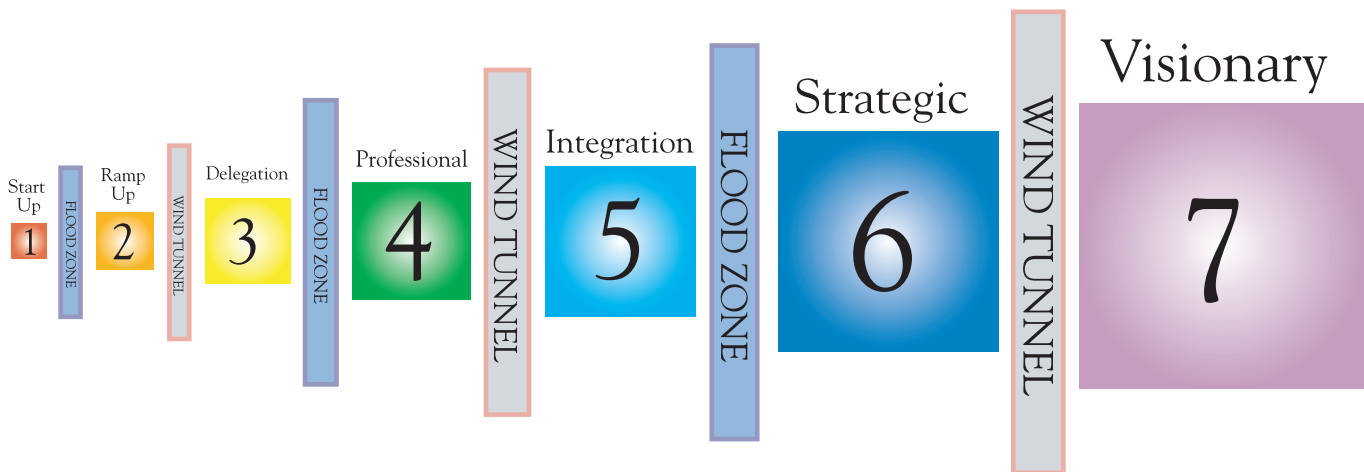 Start
Up
1
FLOOD ZONE
Ramp
Up
2
WIND TUNNEL
Delegation
3
FLOOD ZONE
Professional
4
WIND TUNNEL
Integration
5
FLOOD ZONE
Strategic
6
WIND TUNNEL
Visionary
7